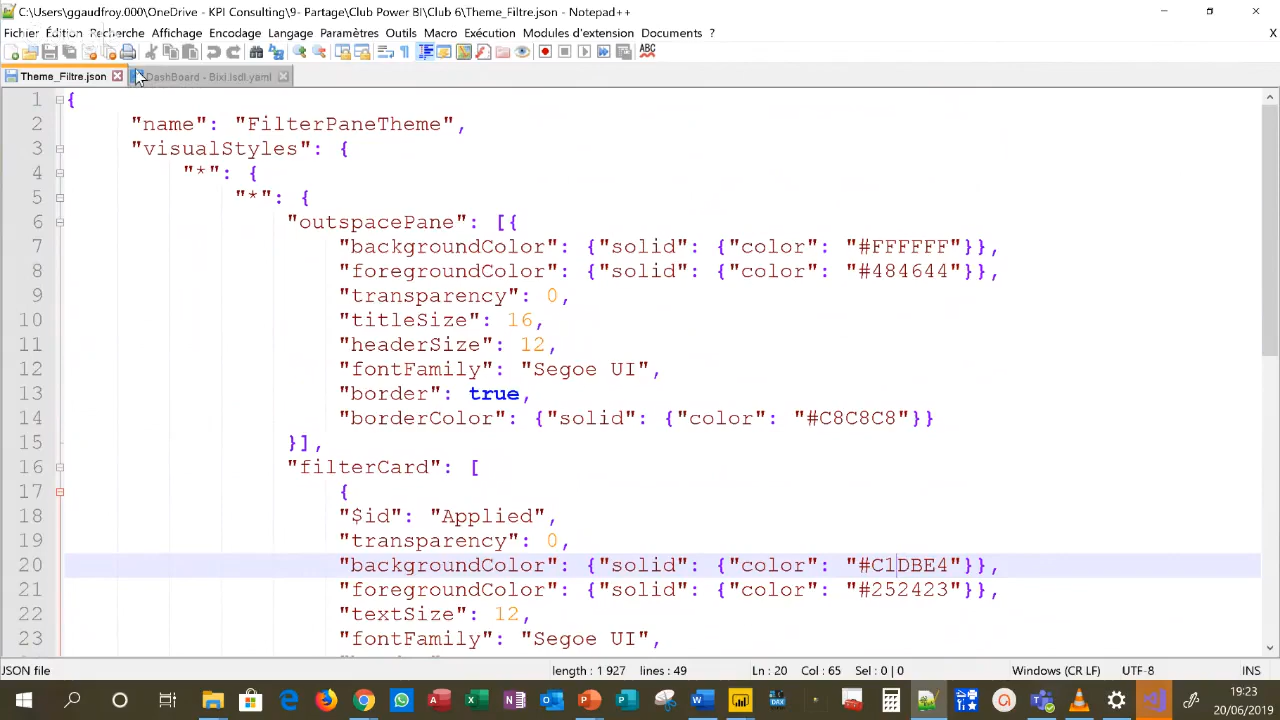 C:\Users\ggaudfroy.000\OneDrive - KPI Consulting\9- Partage\Club Power BI\Club 6\Theme_Filtre.json - Notepad++
Fichier Édition Recherche Affichage Encodage Langage Paramètres Outils Macro Exécution Modules d'extension Documents ? X
Theme_Filtre.json DashBoard - Bixi.lsdl.yaml
1 {
2 "name": "FilterPaneTheme",
3 "visualStyles": {
4 "*": {
5 "*": {
6 "outspacePane": [{
7 "backgroundColor": {"solid": {"color": "#FFFFFF"}},
8 "foregroundColor": {"solid": {"color": "#484644"}},
9 "transparency": 0,
10 "titleSize": 16,
11 "headerSize": 12,
12 "fontFamily": "Segoe UI",
13 "border": true,
14 "borderColor": {"solid": {"color": "#C8C8C8"}}
15 }],
16 "filterCard": [
17 {
18 "$id": "Applied",
19 "transparency": 0,
20 "backgroundColor": {"solid": {"color": "#C1DBE4"}},
21 "foregroundColor": {"solid": {"color": "#252423"}},
22 "textSize": 12,
23 "fontFamily": "Segoe UI",
JSON file length : 1 927 lines : 49 Ln : 20 Col : 65 Sel : 0 | 0 Windows (CR LF) UTF-8 INS
19:23
20/06/2019